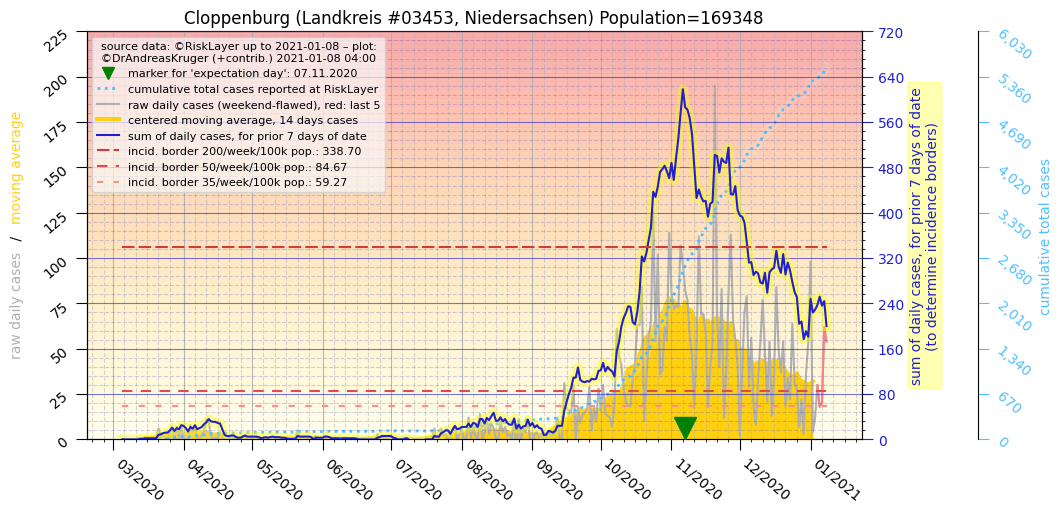 Cloppenburg (Landkreis #03453, Niedersachsen) Population=169348
source data: ©RiskLayer up to 2021-01-08 – plot:
©DrAndreasKruger (+contrib.) 2021-01-08 04:00
marker for 'expectation day': 07.11.2020
cumulative total cases reported at RiskLayer
raw daily cases (weekend-flawed), red: last 5
centered moving average, 14 days cases
sum of daily cases, for prior 7 days of date
incid. border 200/week/100k pop.: 338.70
incid. border 50/week/100k pop.: 84.67
incid. border 35/week/100k pop.: 59.27
raw daily cases / moving average
225
200
175
150
125
100
75
50
25
0
03/2020
04/2020
05/2020
06/2020
07/2020
08/2020
09/2020
10/2020
11/2020
12/2020
01/2021
720
640
560
480
400
320
240
160
80
0
sum of daily cases, for prior 7 days of date
(to determine incidence borders)
6,030
5,360
4,690
4,020
3,350
2,680
2,010
1,340
670
0
cumulative total cases